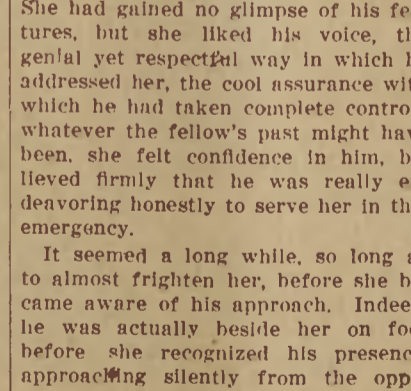 She had gained no glimpse of his fea
tures, but she liked his voice, th
genial yet respectful way in which h
addressed her, the cool assurance wit
which he had taken complete contro
whatever the fellow's past might hav
been, she felt confidence in him, b
lieved firmly that he was really e
deavoring honestly to serve her in th
emergency.
It seemed a long while, so long a
to almost frighten her, before she b
came aware of his approach. Indee
he was actually beside her on foo
before she recognized his presenc
approaching silently from the oppo